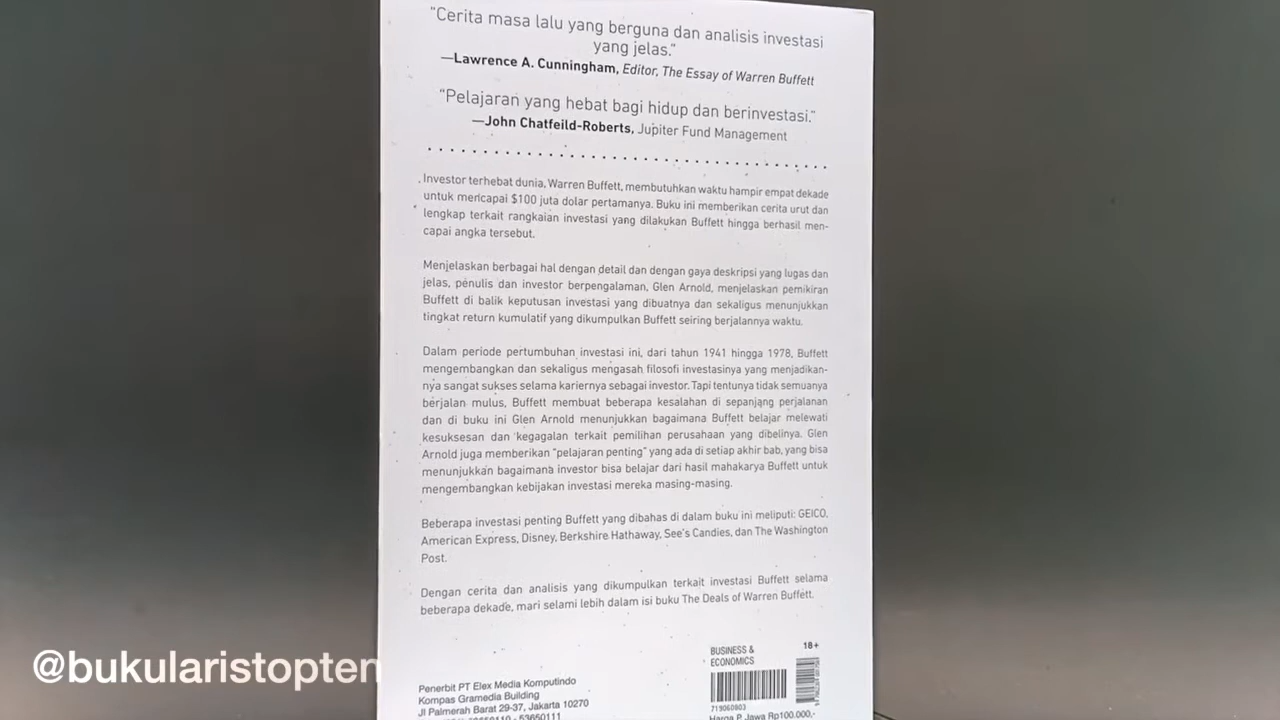 "Cerita masa lalu yang berguna dan analisis investasi
yang jelas."
—Lawrence A. Cunningham, Editor, The Essay of Warren Buffett
"Pelajaran yang hebat bagi hidup dan berinvestasi."
—John Chatfeild-Roberts, Jupiter Fund Management
Investor terhebat dunia, Warren Buffett, membutuhkan waktu hampir empat dekade
untuk mencapai $100 juta dolar pertamanya. Buku ini memberikan cerita urut dan
lengkap terkait rangkaian investasi yang dilakukan Buffett hingga berhasil men-
capai angka tersebut.
Menjelaskan berbagai hal dengan detail dan dengan gaya deskripsi yang lugas dan
jelas, penulis dan investor berpengalaman, Glen Arnold, menjelaskan pemikiran
Buffett di balik keputusan investasi yang dibuatnya dan sekaligus menunjukkan
tingkat return kumulatif yang dikumpulkan Buffett seiring berjalannya waktu.
Dalam periode pertumbuhan investasi ini, dari tahun 1941 hingga 1978, Buffett
mengembangkan dan sekaligus mengasah filosofi investasinya yang menjadikan-
nya sangat sukses selama kariernya sebagai investor. Tapi tentunya tidak semuanya
berjalan mulus, Buffett membuat beberapa kesalahan di sepanjang perjalanan
dan di buku ini Glen Arnold menunjukkan bagaimana Buffett belajar melewati
kesuksesan dan kegagalan terkait pemilihan perusahaan yang dibelinya. Glen
Arnold juga memberikan "pelajaran penting" yang ada di setiap akhir bab, yang bisa
menunjukkan bagaimana investor bisa belajar dari hasil mahakarya Buffett untuk
mengembangkan kebijakan investasi mereka masing-masing.
Beberapa investasi penting Buffett yang dibahas di dalam buku ini meliputi: GEICO,
American Express, Disney, Berkshire Hathaway, See's Candies, dan The Washington
Post.
Dengan cerita dan analisis yang dikumpulkan terkait investasi Buffett selama
beberapa dekade, mari selami lebih dalam isi buku The Deals of Warren Buffett.
@bukularistopten
Penerbit PT Elex Media Komputindo
Kompas Gramedia Building
Jl Palmerah Barat 29-37, Jakarta 10270
53650111
BUSINESS &
ECONOMICS
18+
719060803
Harga P. Jawa Rp100.000,-